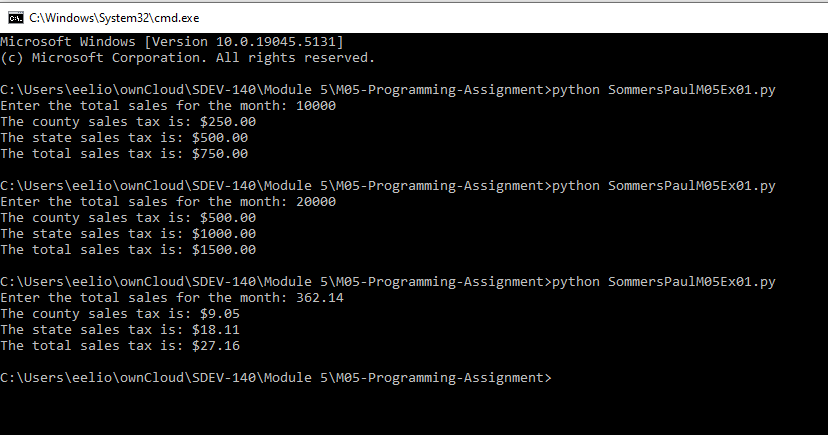 C:\Windows\System32\cmd.exe
Microsoft Windows [Version 10.0.19045.5131]
(c) Microsoft Corporation. All rights reserved.
C:\Users\eelio\ownCloud\SDEV-140\Module 5\M05-Programming-Assignment>python SommersPaulM05Ex01.py
Enter the total sales for the month: 10000
The county sales tax is: $250.00
The state sales tax is: $500.00
The total sales tax is: $750.00
C:\Users\eelio\ownCloud\SDEV-140\Module 5\M05-Programming-Assignment>python SommersPaulM05Ex01.py
Enter the total sales for the month: 20000
The county sales tax is: $500.00
The state sales tax is: $1000.00
The total sales tax is: $1500.00
C:\Users\eelio\ownCloud\SDEV-140\Module 5\M05-Programming-Assignment>python SommersPaulM05Ex01.py
Enter the total sales for the month: 362.14
The county sales tax is: $9.05
The state sales tax is: $18.11
The total sales tax is: $27.16
C:\Users\eelio\ownCloud\SDEV-140\Module 5\M05-Programming-Assignment>